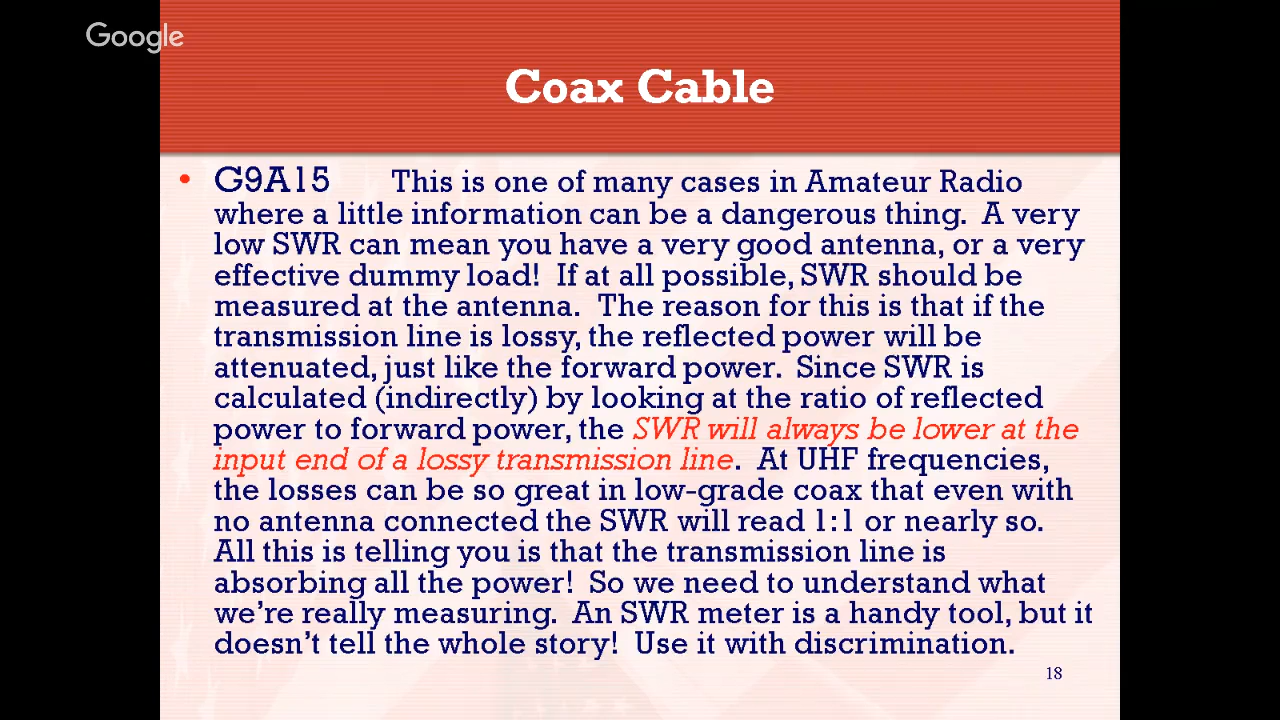 Google
Coax Cable
• G9A15 This is one of many cases in Amateur Radio
where a little information can be a dangerous thing. A very
low SWR can mean you have a very good antenna, or a very
effective dummy load! If at all possible, SWR should be
measured at the antenna. The reason for this is that if the
transmission line is lossy, the reflected power will be
attenuated, just like the forward power. Since SWR is
calculated (indirectly) by looking at the ratio of reflected
power to forward power, the SWR will always be lower at the
input end of a lossy transmission line. At UHF frequencies,
the losses can be so great in low-grade coax that even with
no antenna connected the SWR will read 1:1 or nearly so.
All this is telling you is that the transmission line is
absorbing all the power! So we need to understand what
we’re really measuring. An SWR meter is a handy tool, but it
doesn’t tell the whole story! Use it with discrimination.
18